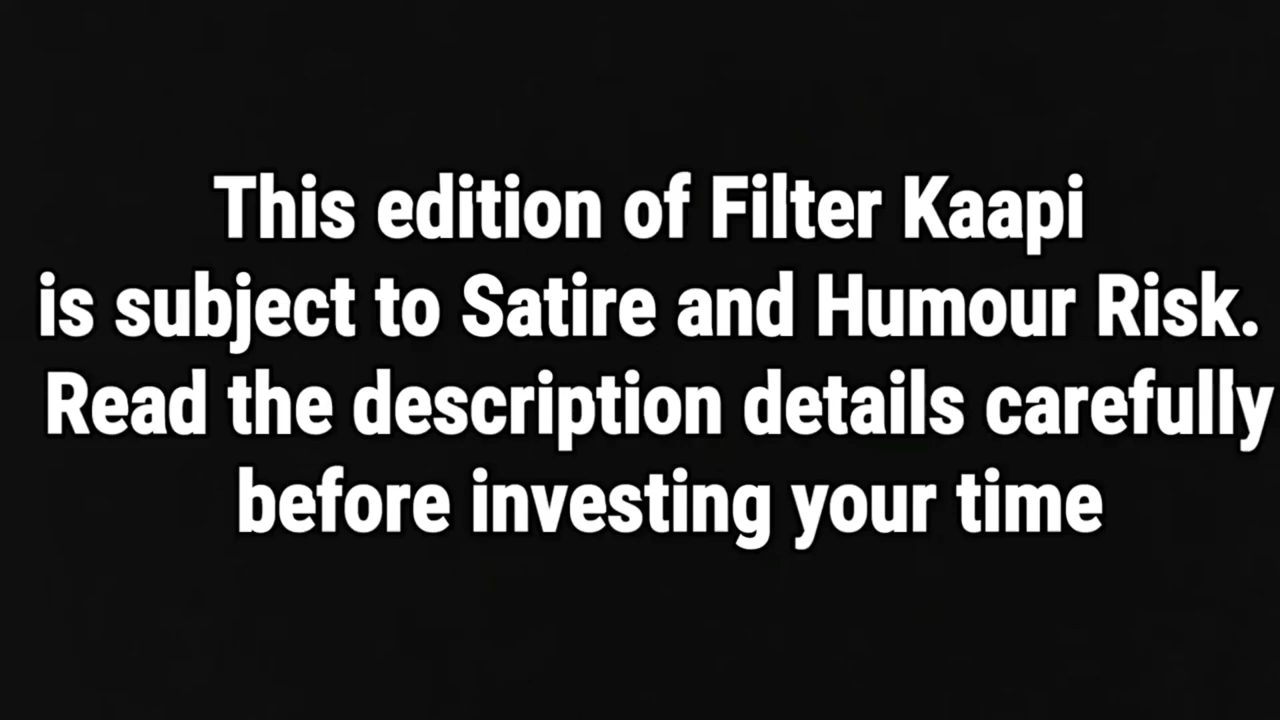 This edition of Filter Kaapi
is subject to Satire and Humour Risk.
Read the description details carefully
before investing your time